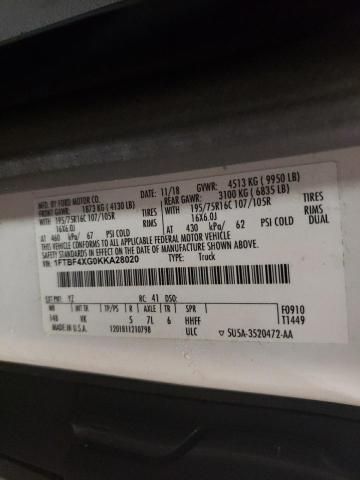 MFD. BY FORD MOTOR CO.
DATE: 11/18 GVWR: 4513 KG ( 9950 LB)
FRONT GAWR: 1873 KG ( 4130 LB) REAR GAWR: 3100 KG ( 6835 LB)
WITH 195/75R16C 107/105R TIRES WITH 195/75R16C 107/105R TIRES
16X6.0J RIMS 16X6.0J RIMS
AT 460 kPa/ 67 PSI COLD AT 430 kPa/ 62 PSI COLD DUAL
THIS VEHICLE CONFORMS TO ALL APPLICABLE FEDERAL MOTOR VEHICLE SAFETY
STANDARDS IN EFFECT ON THE DATE OF MANUFACTURE SHOWN ABOVE.
VIN: 1FTBF4XG0KKA28020 TYPE: Truck
EXT PNT: YZ RC: 41 DSO:
WB INT TR TP/PS R AXLE TR SPR F0910
148 VK 5 7L 6 HHFF T1449
MADE IN U.S.A. 1201811210798 ULC 5U5A-3520472-AA